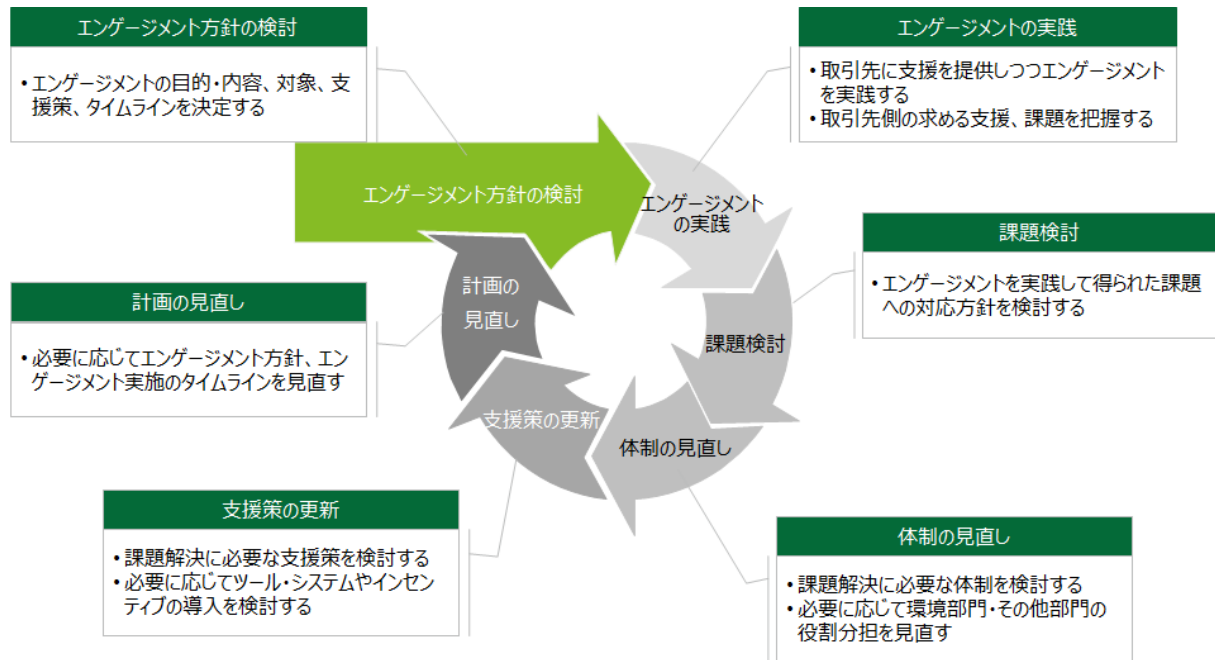 エンゲージメント方針の検討
• エンゲージメントの目的・内容、対象、支
援策、タイムラインを決定する
エンゲージメントの実践
• 取引先に支援を提供しつつエンゲージメント
を実践する
• 取引先側の求める支援、課題を把握する
エンゲージメント方針の検討
エンゲージメント
の実践
課題検討
• エンゲージメントを実践して得られた課題
への対応方針を検討する
計画の
見直し
計画の見直し
• 必要に応じてエンゲージメント方針、エン
ゲージメント実施のタイムラインを見直す
課題検討
支援策の更新
体制の見直し
支援策の更新
• 課題解決に必要な支援策を検討する
• 必要に応じてツール・システムやインセン
ティブの導入を検討する
体制の見直し
• 課題解決に必要な体制を検討する
• 必要に応じて環境部門・その他部門の
役割分担を見直す